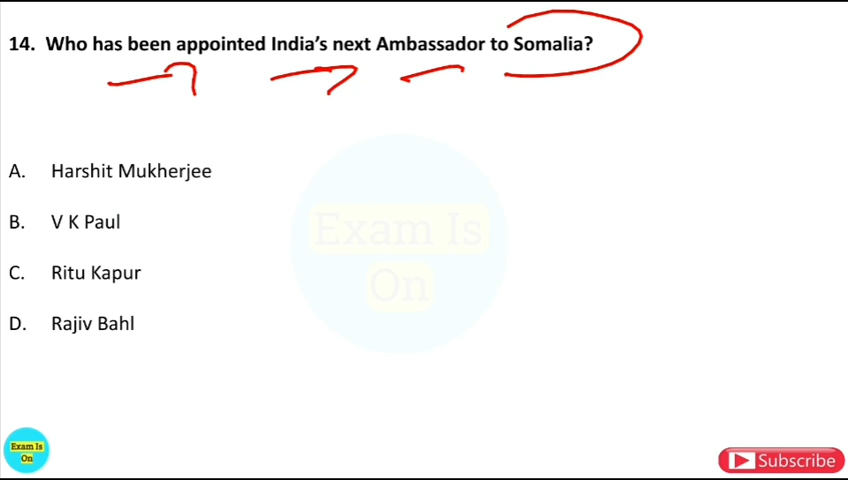 14. Who has been appointed India's next Ambassador to Somalia?
A. Harshit Mukherjee
B. V K Paul
C. Ritu Kapur
D. Rajiv Bahl
Exam Is
On
Exam Is
On
Subscribe